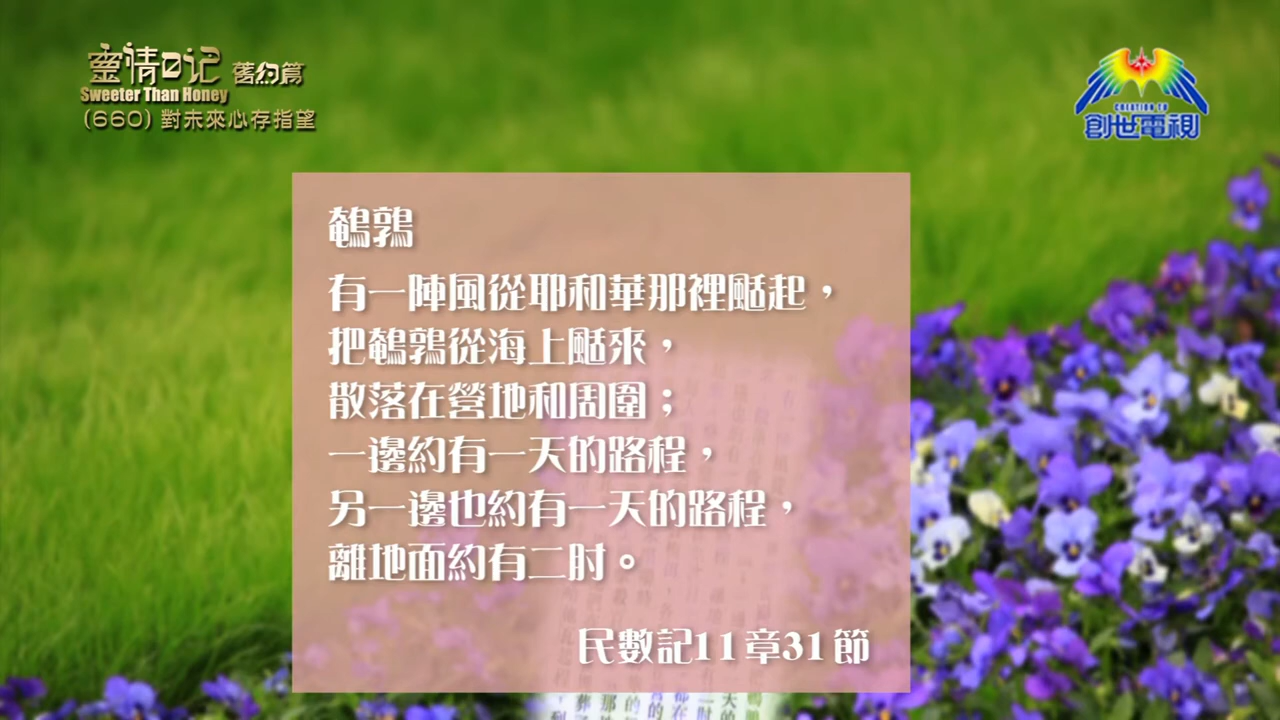 靈情日记 舊約篇
Sweeter Than Honey
(660) 對未來心存指望
CREATION TV
創世電視
鵪鶉
有一陣風從耶和華那裡颳起，
把鵪鶉從海上颳來，
散落在營地和周圍；
一邊約有一天的路程，
另一邊也約有一天的路程，
離地面約有二肘。
民數記11章31節